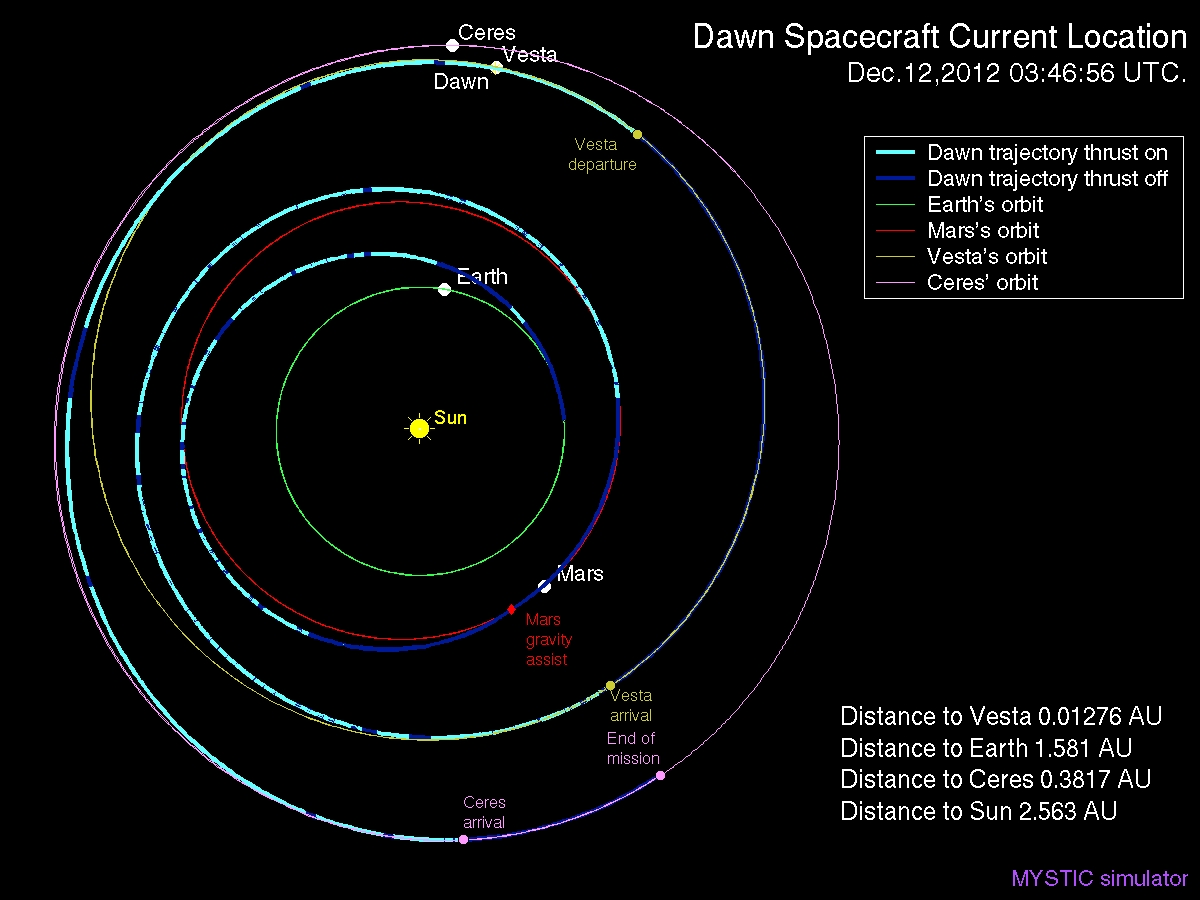 Dawn Spacecraft Current Location
Dec.12,2012 03:46:56 UTC.
Ceres
Vesta
Dawn
Vesta
departure
Dawn trajectory thrust on
Dawn trajectory thrust off
Earth's orbit
Mars's orbit
Vesta's orbit
Ceres' orbit
Earth
Sun
Mars
Mars
gravity
assist
Vesta
arrival
End of
mission
Ceres
arrival
Distance to Vesta 0.01276 AU
Distance to Earth 1.581 AU
Distance to Ceres 0.3817 AU
Distance to Sun 2.563 AU
MYSTIC simulator